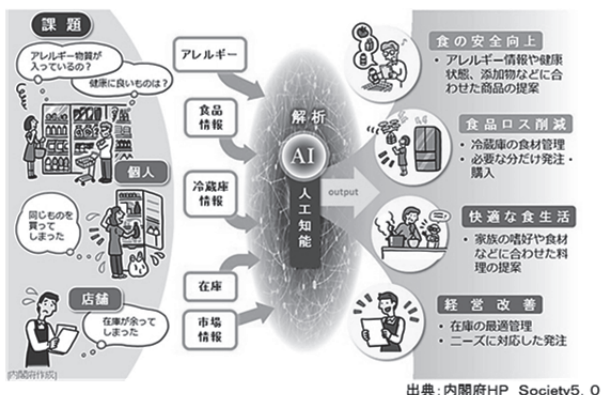 課題
アレルギー物質が
入っているの？
健康に良いものは？
個人
同じものを
買って
しまった
店舗
在庫が余って
しまった
[内閣府作成]
アレルギー
食品
情報
冷蔵庫
情報
在庫
市場
情報
解析
AI
人工知能
output
食の安全向上
・アレルギー情報や健康
状態、添加物などに合
わせた商品の提案
食品ロス削減
・冷蔵庫の食材管理
・必要な分だけ発注・
購入
快適な食生活
・家族の嗜好や食材
などに合わせた料
理の提案
経営改善
・在庫の最適管理
・ニーズに対応した発注
出典：内閣府HP Society5.0